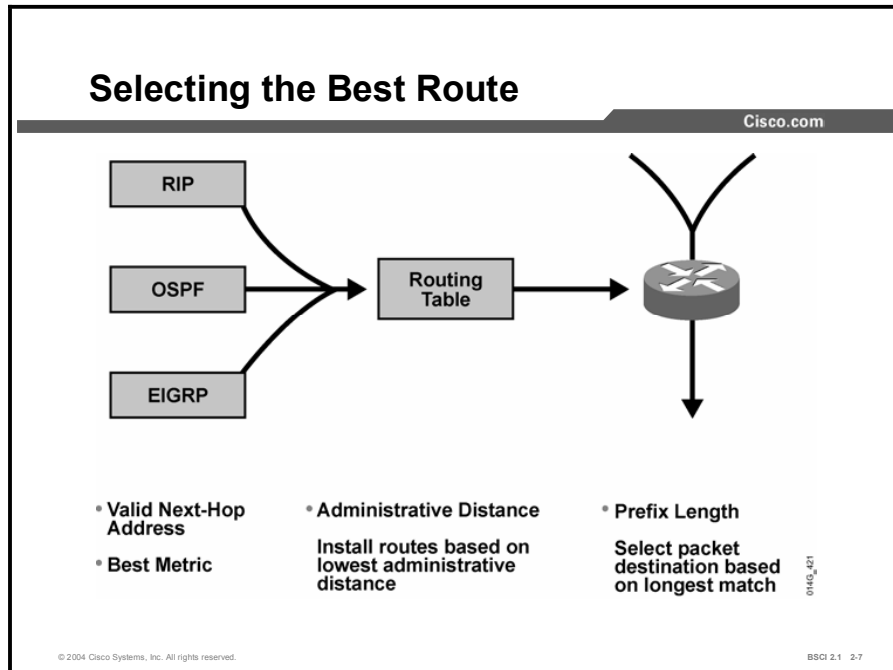 Selecting the Best Route
Cisco.com
RIP
OSPF
EIGRP
Routing
Table
• Valid Next-Hop
Address
• Best Metric
• Administrative Distance
Install routes based on
lowest administrative
distance
• Prefix Length
Select packet
destination based
on longest match
014G_421
© 2004 Cisco Systems, Inc. All rights reserved.
BSCI 2.1 2-7